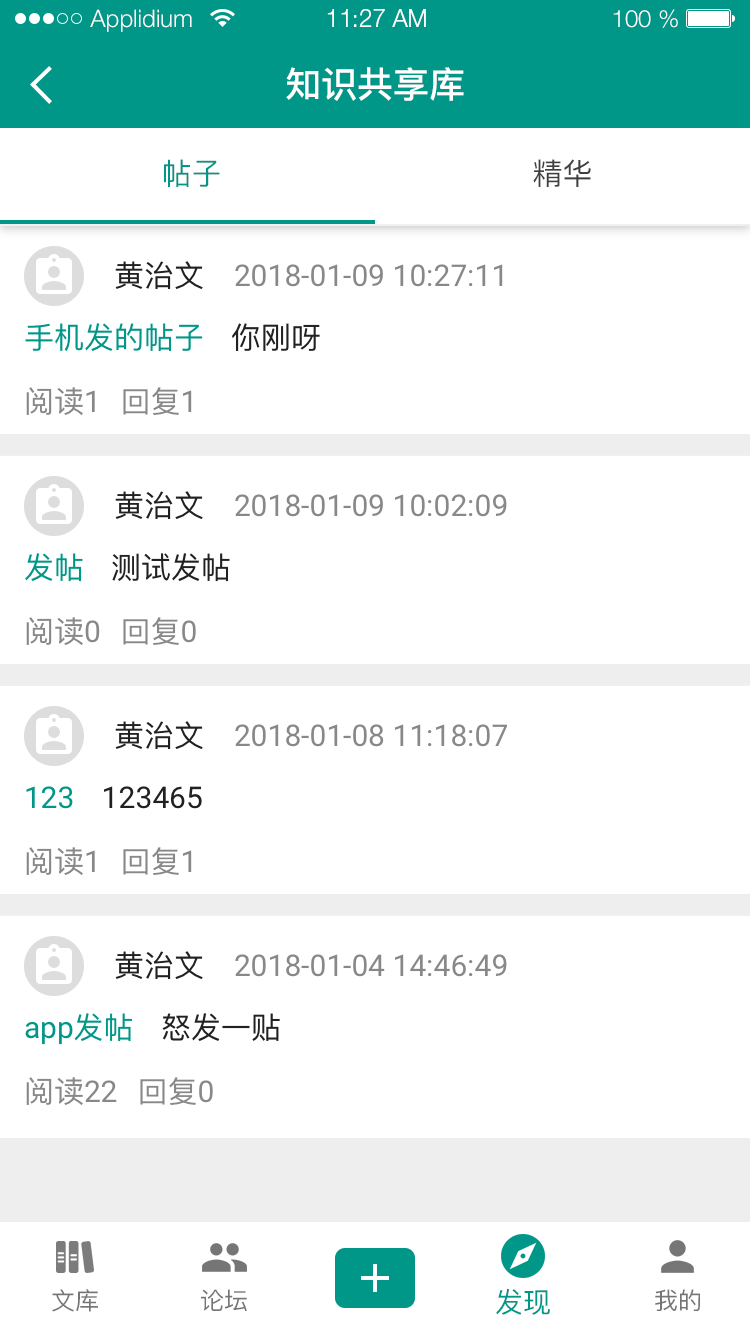 Applidium 11:27 AM 100 %
知识共享库
帖子 精华
黄治文 2018-01-09 10:27:11
手机发的帖子 你刚呀
阅读1 回复1
黄治文 2018-01-09 10:02:09
发帖 测试发帖
阅读0 回复0
黄治文 2018-01-08 11:18:07
123 123465
阅读1 回复1
黄治文 2018-01-04 14:46:49
app发帖 怒发一贴
阅读22 回复0
文库 论坛 发现 我的